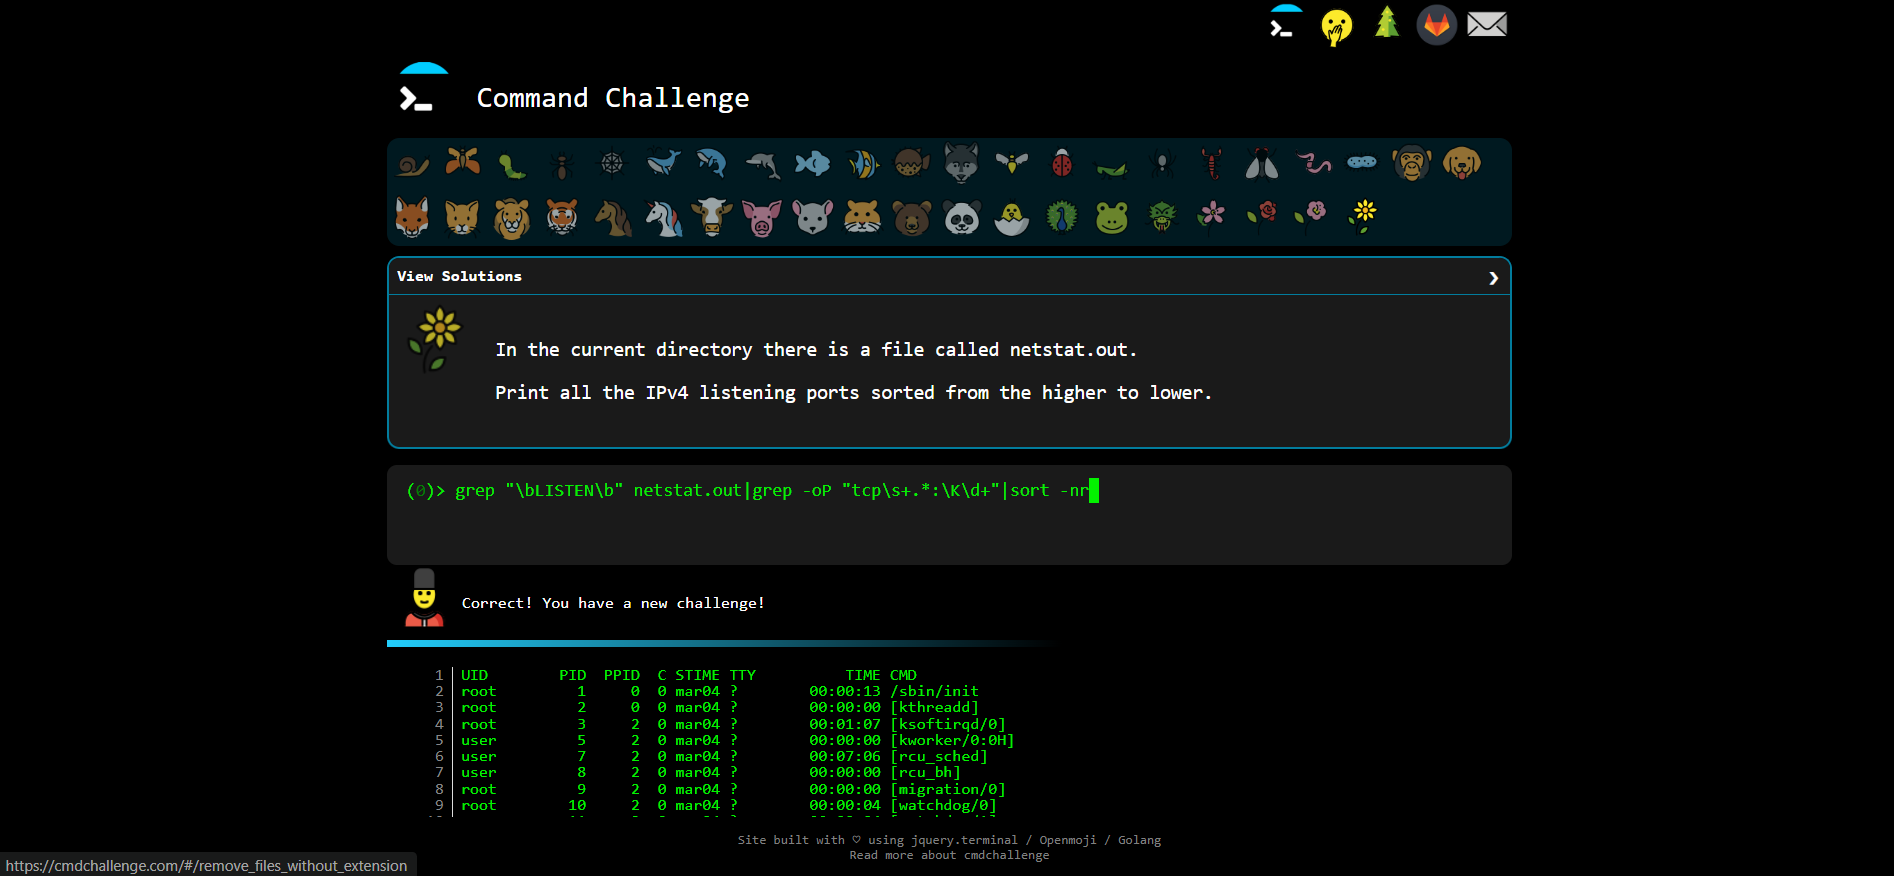 Command Challenge
View Solutions
In the current directory there is a file called netstat.out.
Print all the IPv4 listening ports sorted from the higher to lower.
(0)> grep "\bLISTEN\b" netstat.out|grep -oP "tcp\s+.*:\K\d+"|sort -nr
Correct! You have a new challenge!
1 UID PID PPID C STIME TTY TIME CMD
2 root 1 0 0 mar04 ? 00:00:13 /sbin/init
3 root 2 0 0 mar04 ? 00:00:00 [kthreadd]
4 root 3 2 0 mar04 ? 00:01:07 [ksoftirqd/0]
5 user 5 2 0 mar04 ? 00:00:00 [kworker/0:0H]
6 user 7 2 0 mar04 ? 00:07:06 [rcu_sched]
7 user 8 2 0 mar04 ? 00:00:00 [rcu_bh]
8 root 9 2 0 mar04 ? 00:00:00 [migration/0]
9 root 10 2 0 mar04 ? 00:00:04 [watchdog/0]
Site built with ♡ using jquery.terminal / Openmoji / Golang
Read more about cmdchallenge
https://cmdchallenge.com/#/remove_files_without_extension